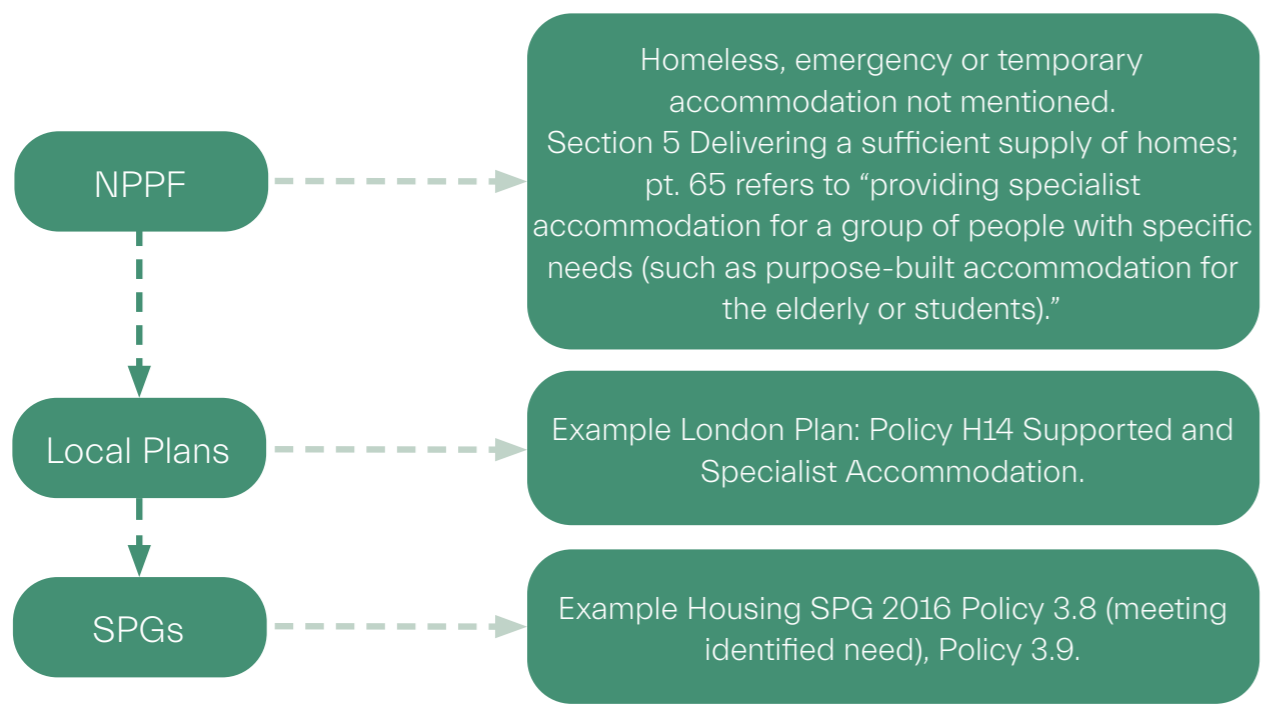 NPPF
Homeless, emergency or temporary
accommodation not mentioned.
Section 5 Delivering a sufficient supply of homes;
pt. 65 refers to “providing specialist
accommodation for a group of people with specific
needs (such as purpose-built accommodation for
the elderly or students).”
Local Plans
Example London Plan: Policy H14 Supported and
Specialist Accommodation.
SPGs
Example Housing SPG 2016 Policy 3.8 (meeting
identified need), Policy 3.9.